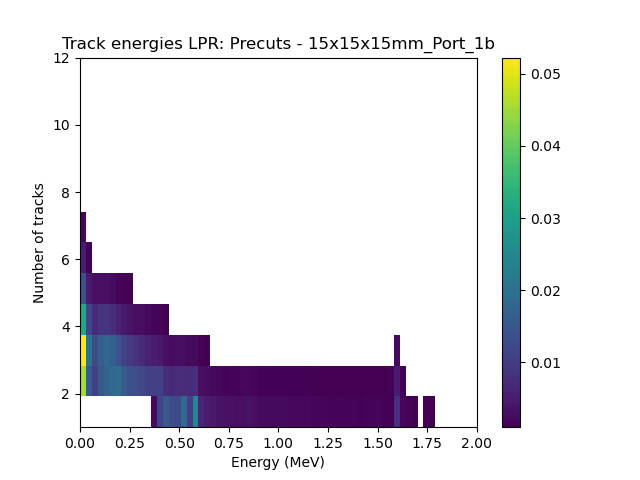 Track energies LPR: Precuts - 15x15x15mm_Port_1b
12
10
8
6
4
2
Number of tracks
0.00 0.25 0.50 0.75 1.00 1.25 1.50 1.75 2.00
Energy (MeV)
0.05
0.04
0.03
0.02
0.01